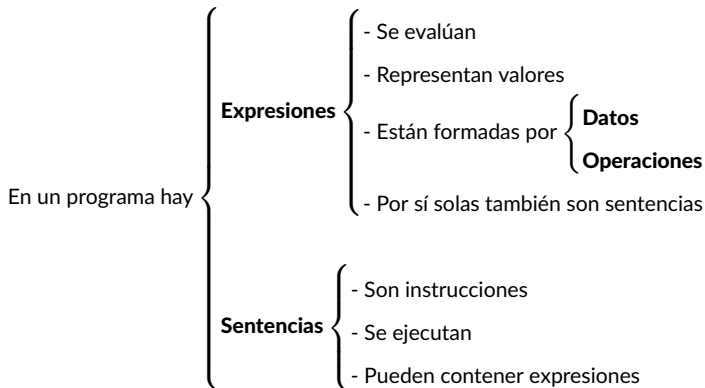 En un programa hay
Expresiones
- Se evalúan
- Representan valores
- Están formadas por
Datos
Operaciones
- Por sí solas también son sentencias
Sentencias
- Son instrucciones
- Se ejecutan
- Pueden contener expresiones